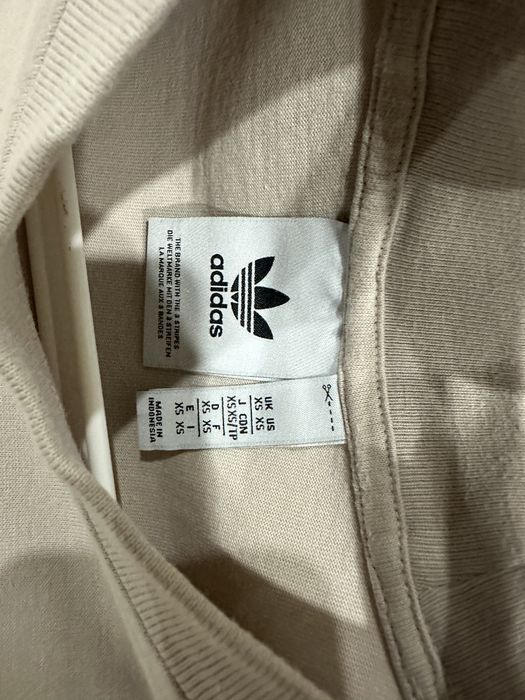 adidas
THE BRAND WITH THE 3 STRIPES
DIE WELTMARKE MIT DEN 3 STREIFEN
LA MARQUE AUX 3 BANDES
UK US
XS XS
J CDN
XS XS/TP
D F
XS XS
E I
XS XS
MADE IN
INDONESIA